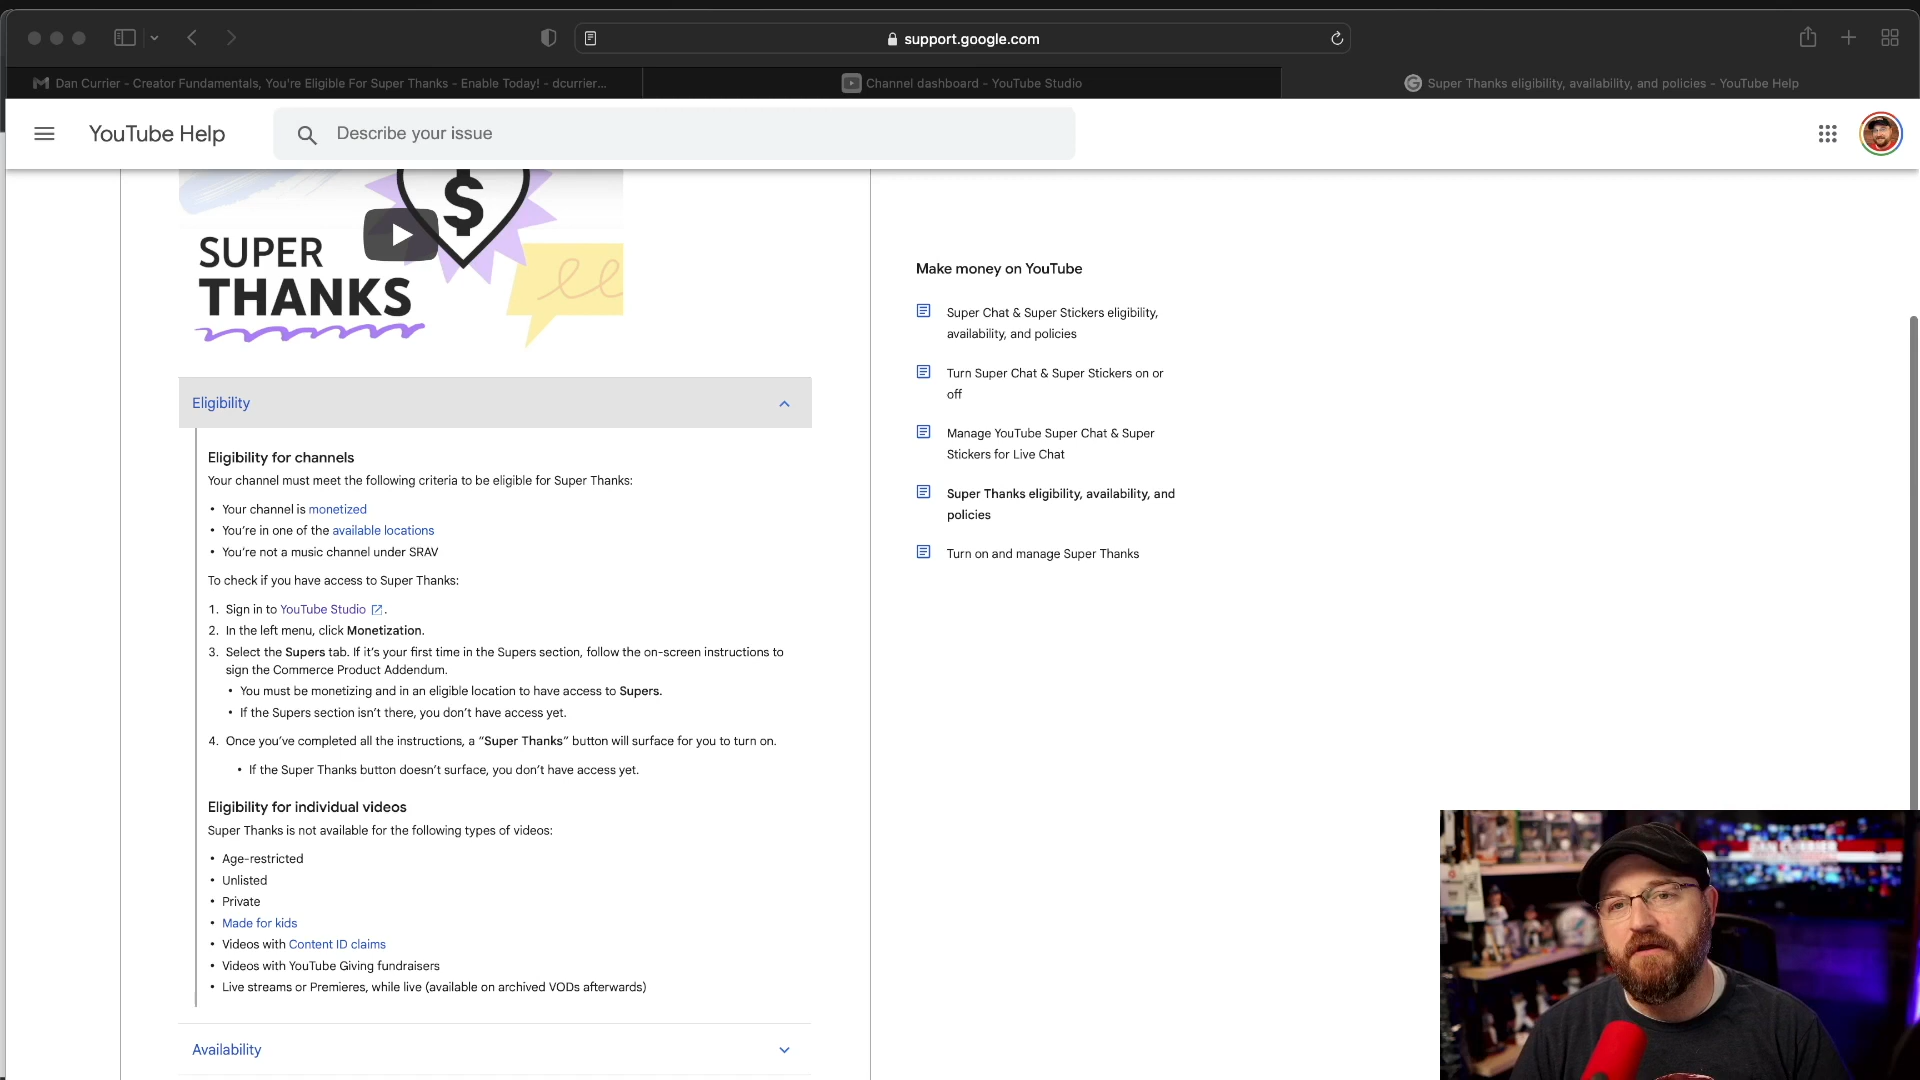 support.google.com
Dan Currier - Creator Fundamentals, You're Eligible For Super Thanks - Enable Today! - dcurrier...
Channel dashboard - YouTube Studio
Super Thanks eligibility, availability, and policies - YouTube Help
YouTube Help
Describe your issue
$
SUPER
THANKS
Eligibility
Eligibility for channels
Your channel must meet the following criteria to be eligible for Super Thanks:
• Your channel is monetized
• You're in one of the available locations
• You're not a music channel under SRAV
To check if you have access to Super Thanks:
1. Sign in to YouTube Studio .
2. In the left menu, click Monetization.
3. Select the Supers tab. If it's your first time in the Supers section, follow the on-screen instructions to
sign the Commerce Product Addendum.
• You must be monetizing and in an eligible location to have access to Supers.
• If the Supers section isn't there, you don't have access yet.
4. Once you've completed all the instructions, a “Super Thanks” button will surface for you to turn on.
• If the Super Thanks button doesn't surface, you don't have access yet.
Eligibility for individual videos
Super Thanks is not available for the following types of videos:
• Age-restricted
• Unlisted
• Private
• Made for kids
• Videos with Content ID claims
• Videos with YouTube Giving fundraisers
• Live streams or Premieres, while live (available on archived VODs afterwards)
Availability
Make money on YouTube
Super Chat & Super Stickers eligibility,
availability, and policies
Turn Super Chat & Super Stickers on or
off
Manage YouTube Super Chat & Super
Stickers for Live Chat
Super Thanks eligibility, availability, and
policies
Turn on and manage Super Thanks